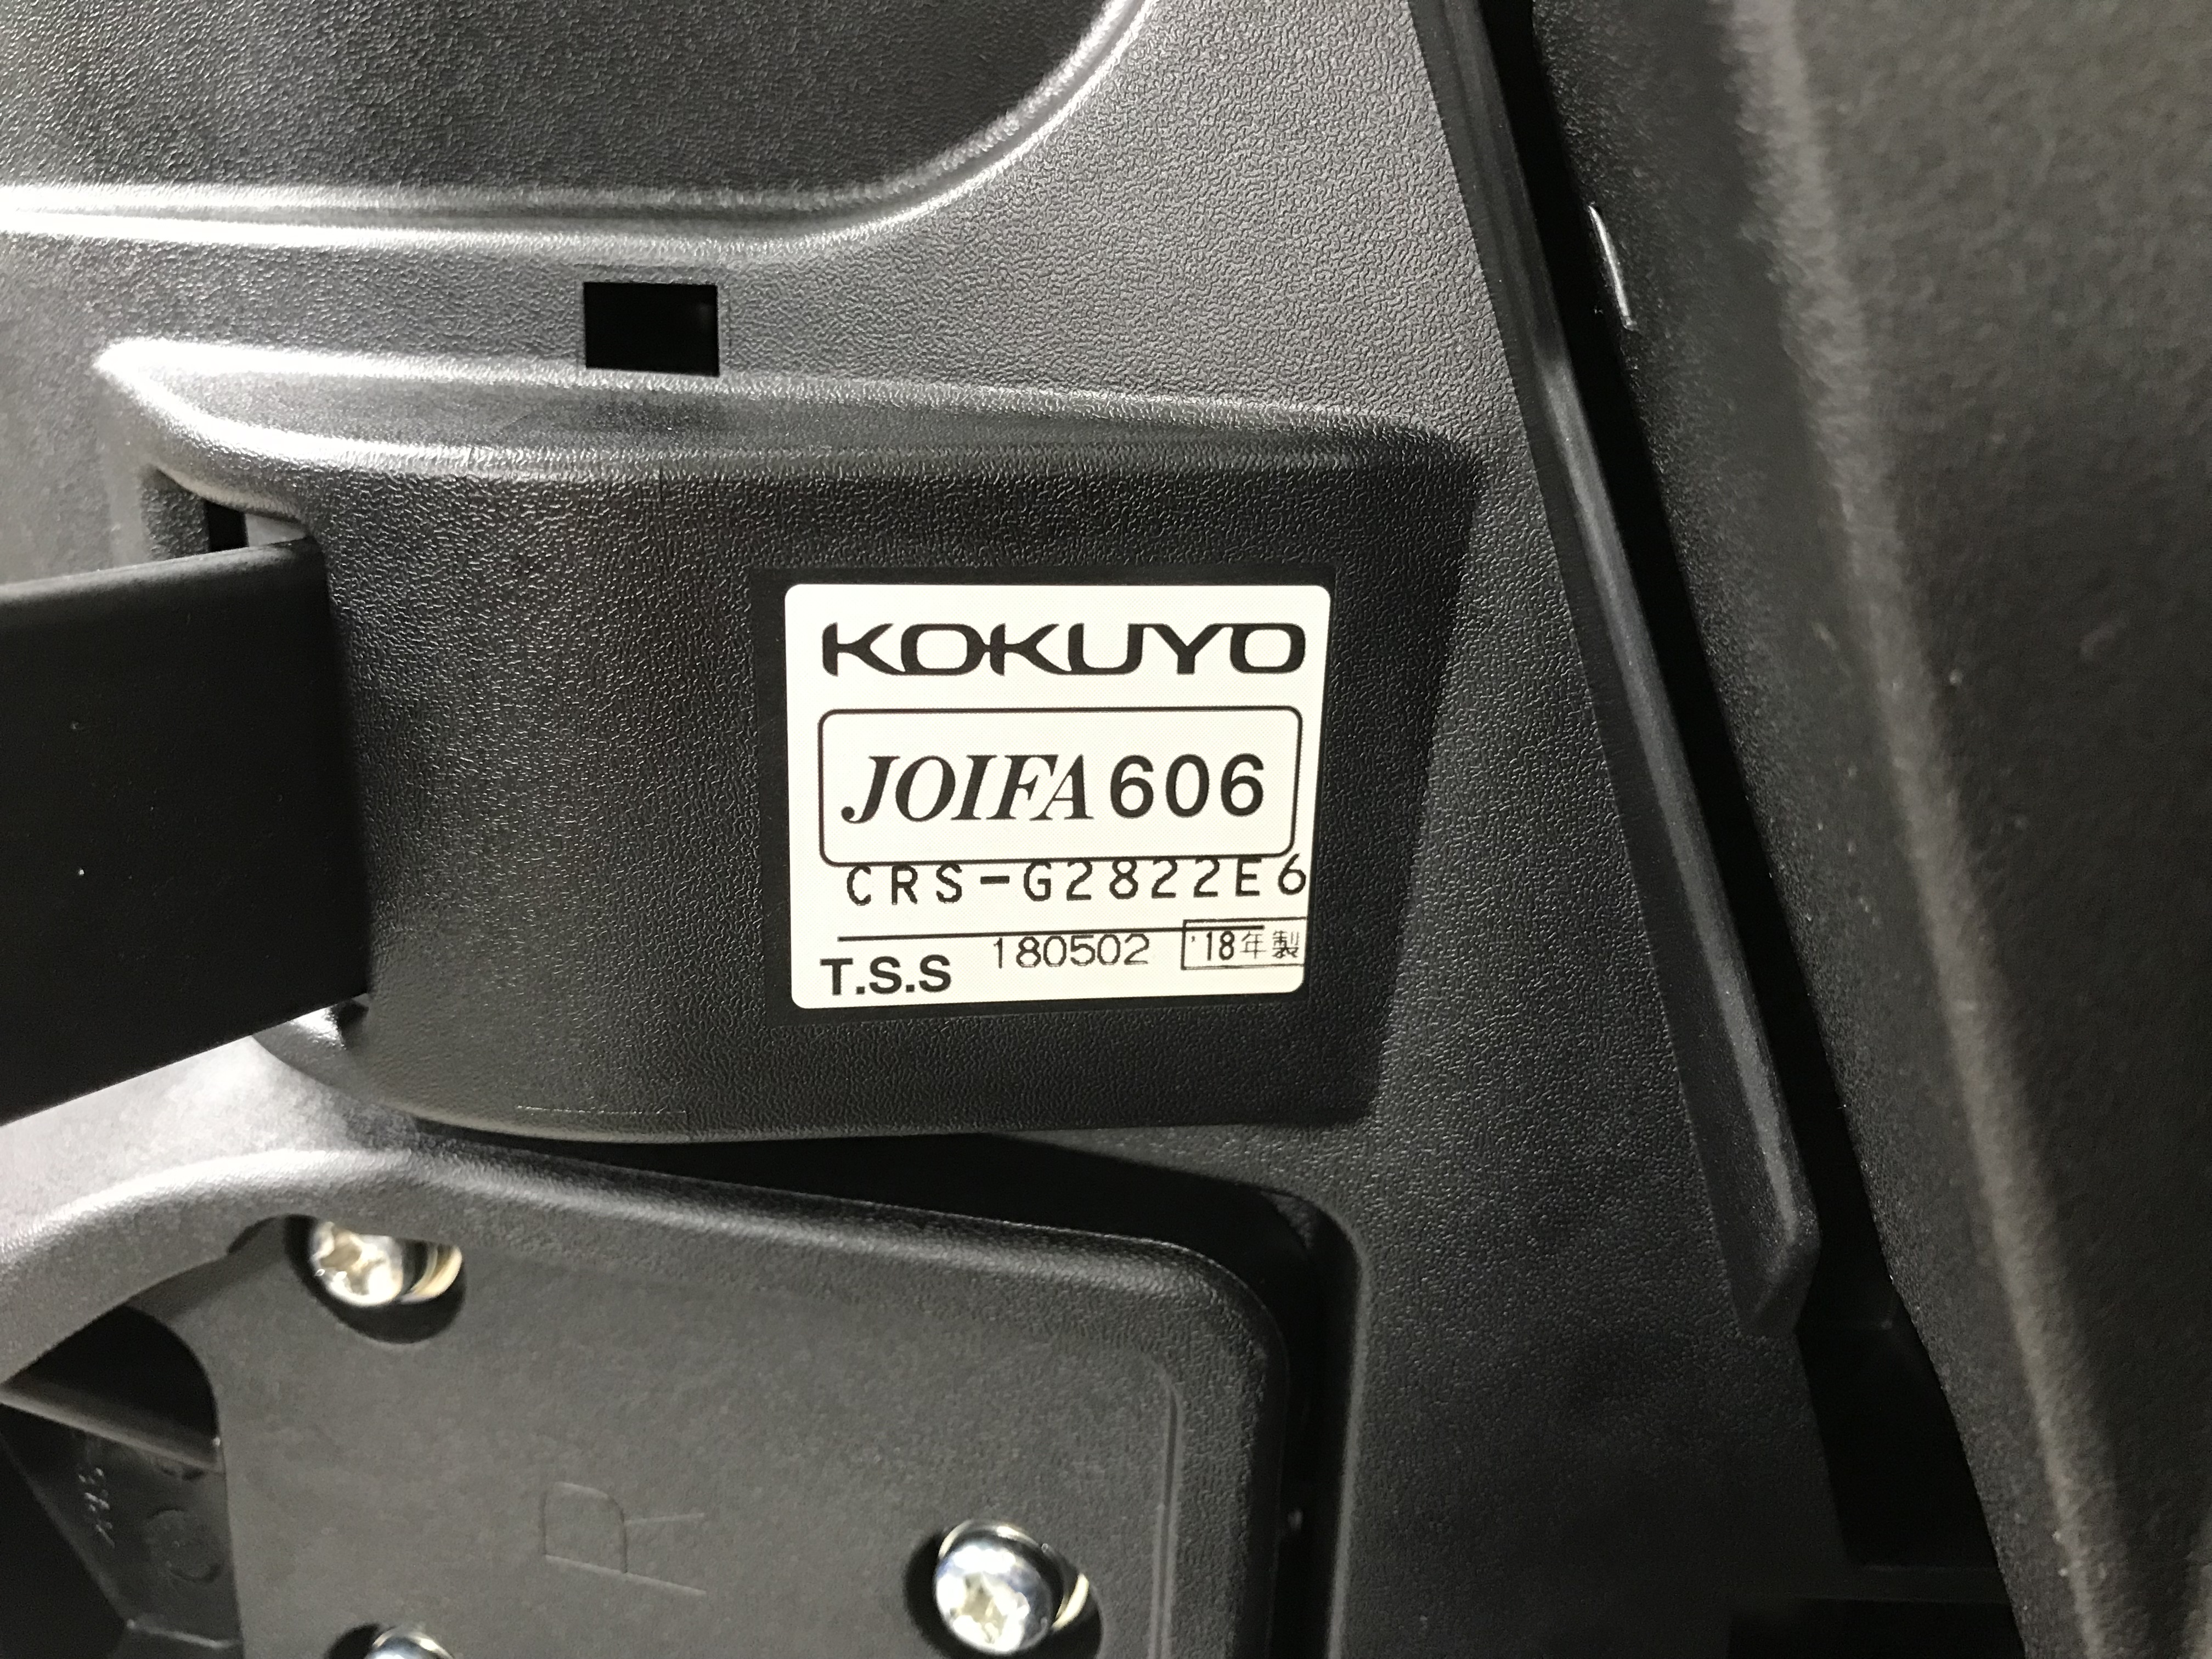 KOKUYO
JOIFA 606
CRS-G2822E6
T.S.S 180502 '18年製
R